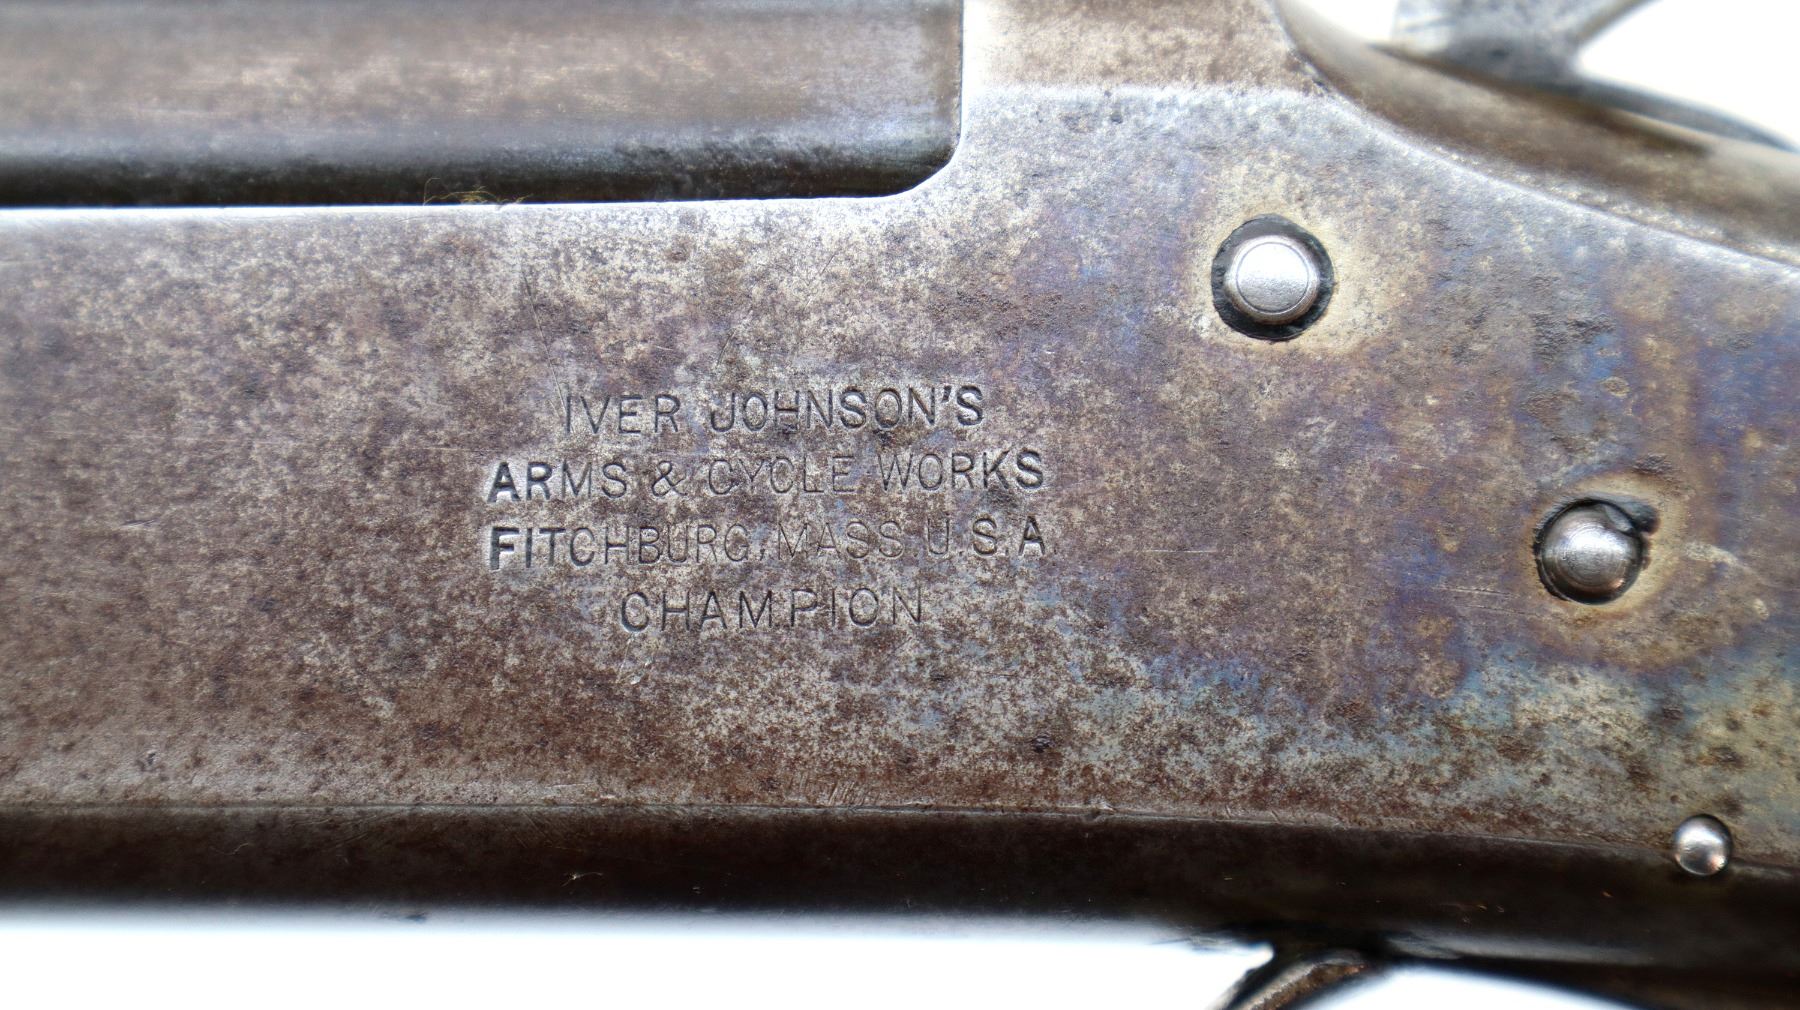 IVER JOHNSON'S
ARMS & CYCLE WORKS
FITCHBURG, MASS. U.S.A
CHAMPION